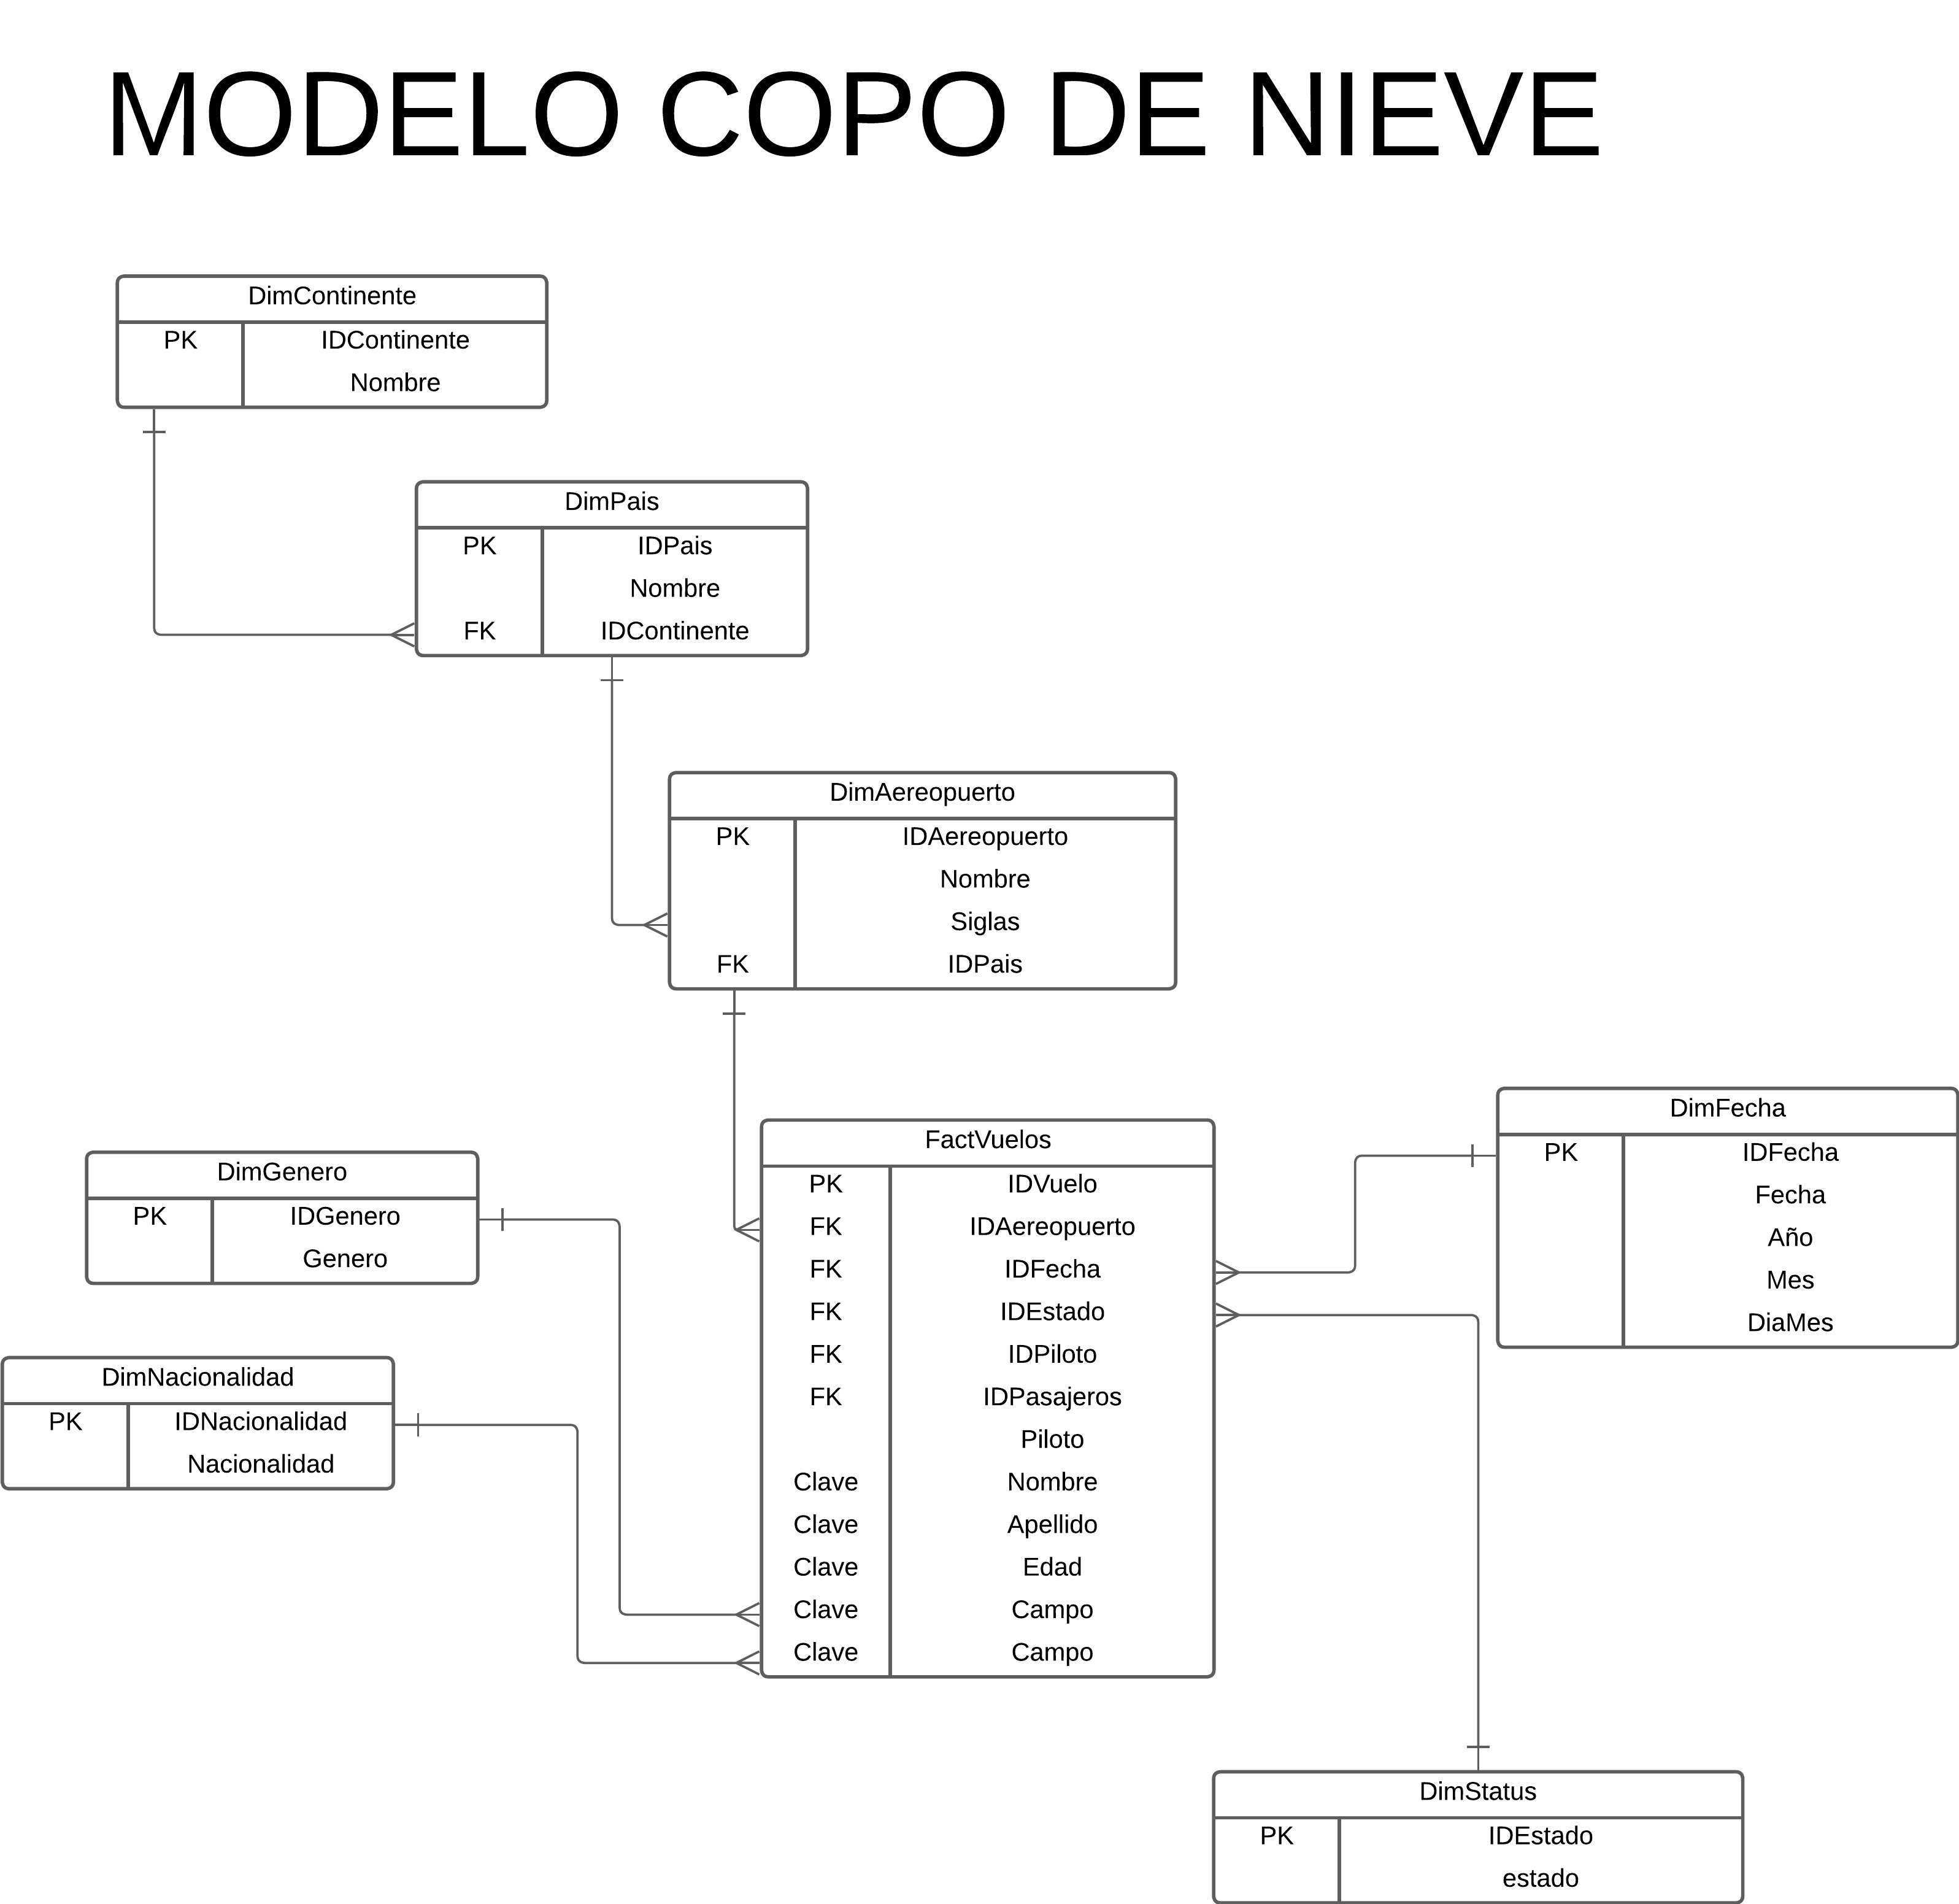 MODELO COPO DE NIEVE
DimContinente
PK IDContinente
Nombre
DimPais
PK IDPais
Nombre
FK IDContinente
DimAereopuerto
PK IDAereopuerto
Nombre
Siglas
FK IDPais
DimGenero
PK IDGenero
Genero
DimNacionalidad
PK IDNacionalidad
Nacionalidad
FactVuelos
PK IDVuelo
FK IDAereopuerto
FK IDFecha
FK IDEstado
FK IDPiloto
FK IDPasajeros
Piloto
Clave Nombre
Clave Apellido
Clave Edad
Clave Campo
Clave Campo
DimFecha
PK IDFecha
Fecha
Año
Mes
DiaMes
DimStatus
PK IDEstado
estado